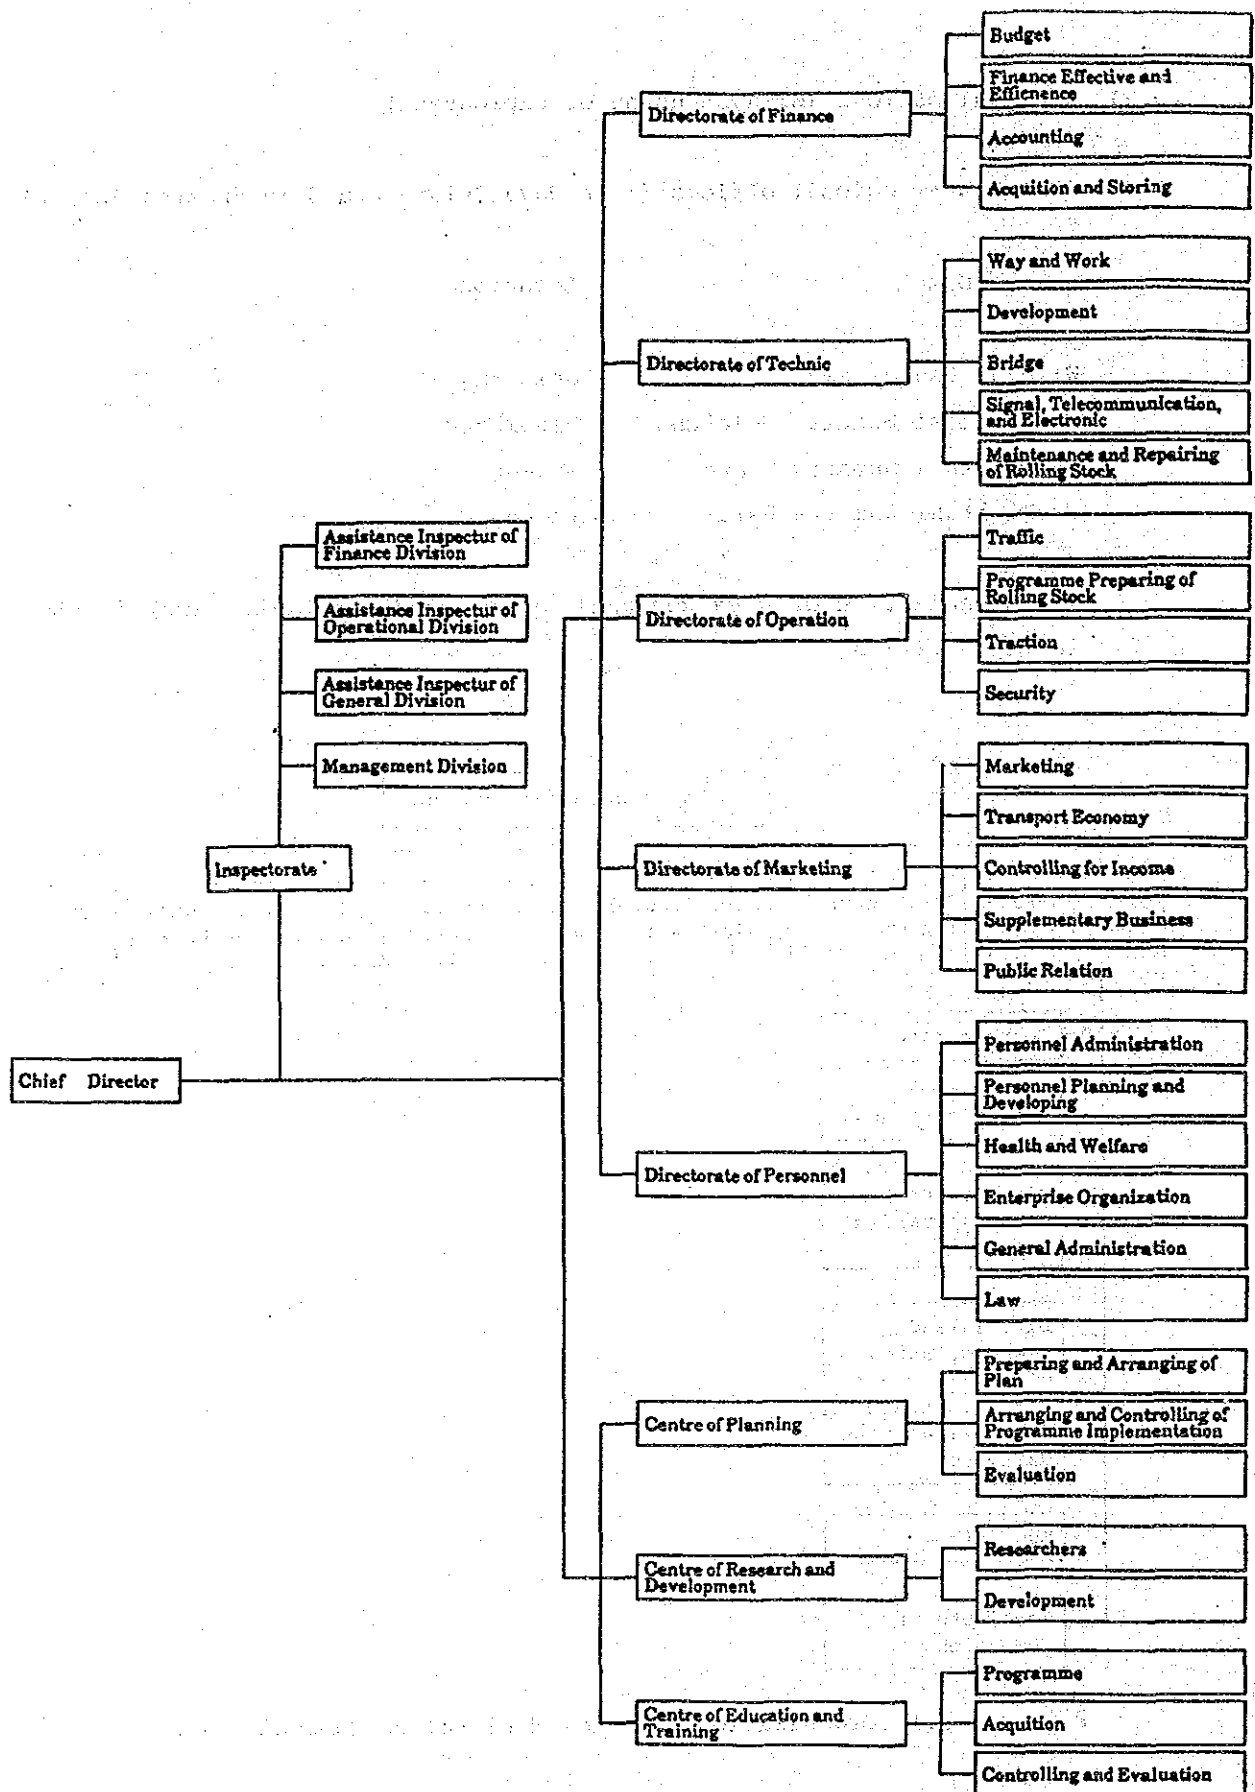 Budget
Finance Effective and
Efficnence
Directorate of Finance
Accounting
Acquition and Storing
Way and Work
Development
Directorate of Technic
Bridge
Signal, Telecommunication,
and Electronic
Maintenance and Repairing
of Rolling Stock
Assistance Inspectur of
Finance Division
Assistance Inspectur of
Operational Division
Assistance Inspectur of
General Division
Management Division
Inspectorate
Chief Director
Traffic
Programme Preparing of
Rolling Stock
Directorate of Operation
Traction
Security
Marketing
Transport Economy
Directorate of Marketing
Controlling for Income
Supplementary Business
Public Relation
Personnel Administration
Personnel Planning and
Developing
Health and Welfare
Directorate of Personnel
Enterprise Organization
General Administration
Law
Preparing and Arranging of
Plan
Centre of Planning
Arranging and Controlling of
Programme Implementation
Evaluation
Researchers
Centre of Research and
Development
Development
Programme
Centre of Education and
Training
Acquition
Controlling and Evaluation